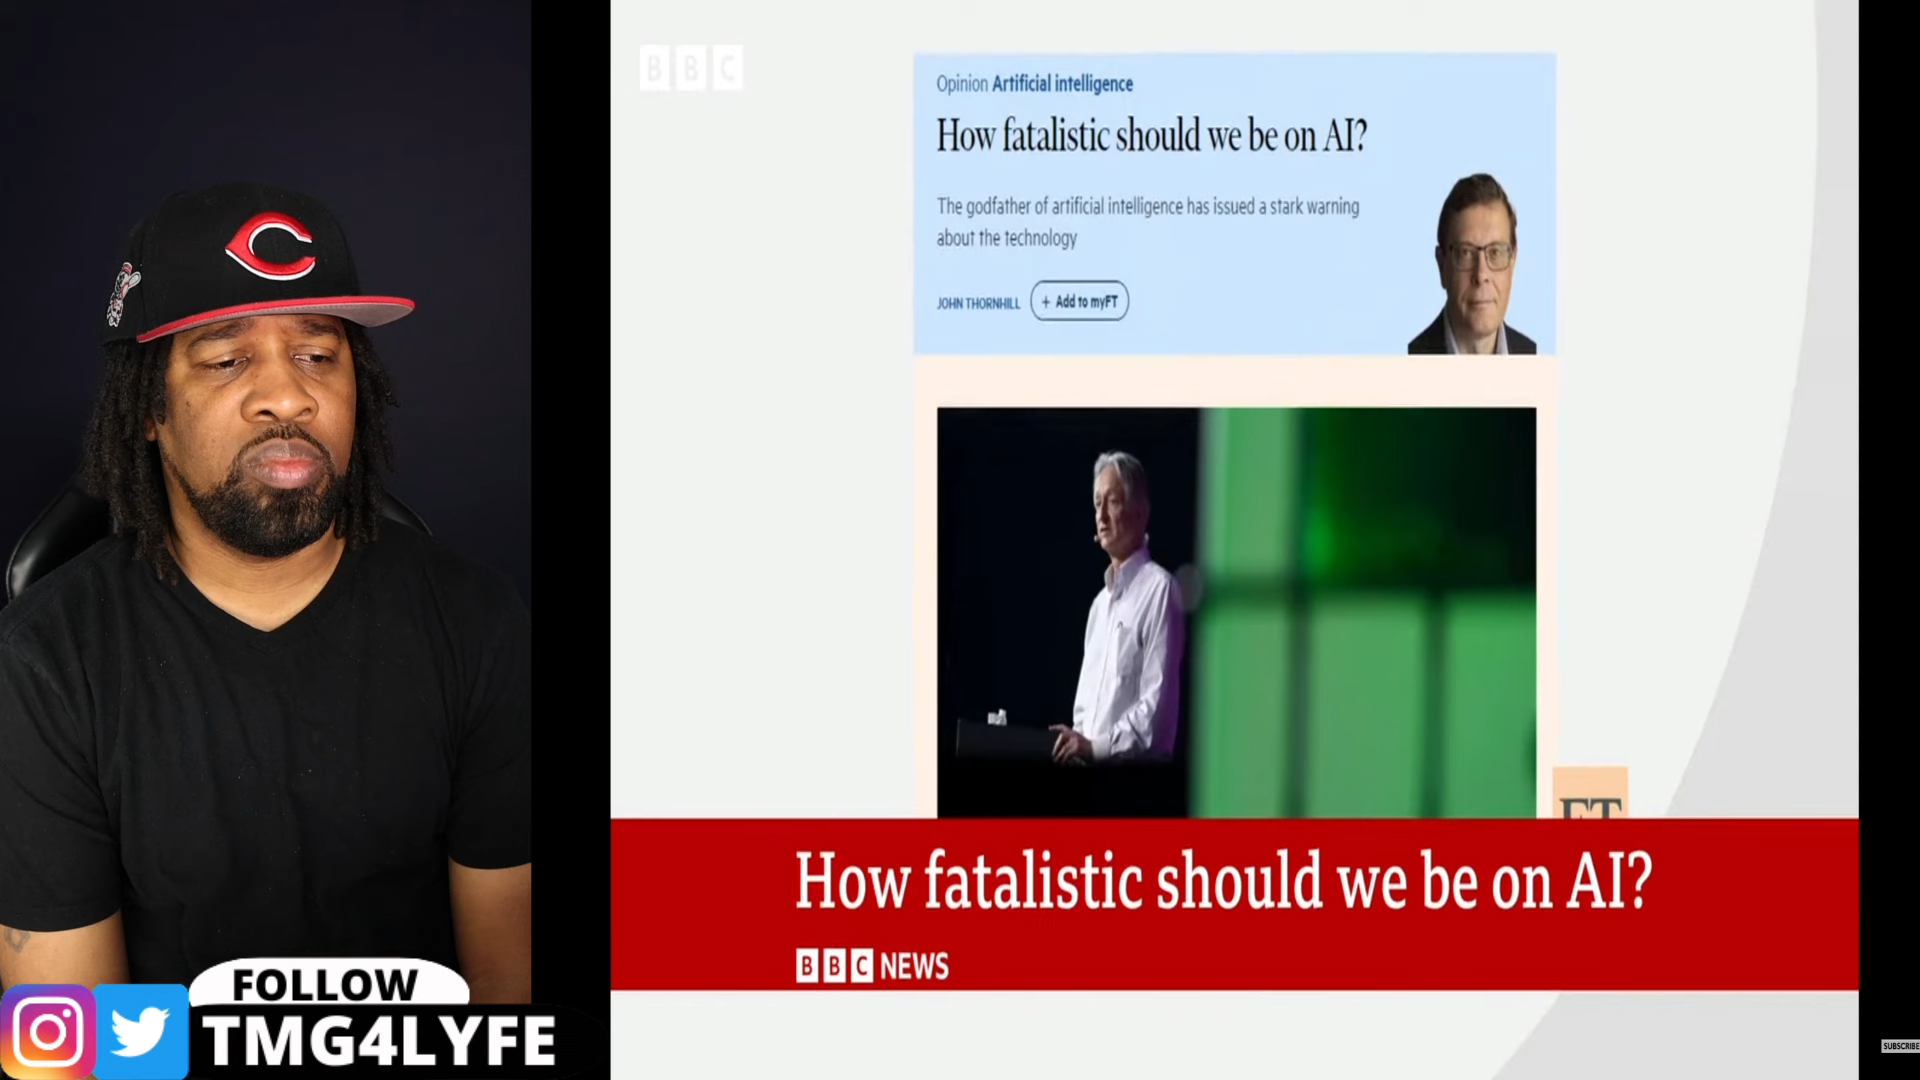 C
FOLLOW
TMG4LYFE
BBC
Opinion Artificial intelligence
How fatalistic should we be on AI?
The godfather of artificial intelligence has issued a stark warning
about the technology
JOHN THORNHILL + Add to myFT
FT
How fatalistic should we be on AI?
BBC NEWS
SUBSCRIBE